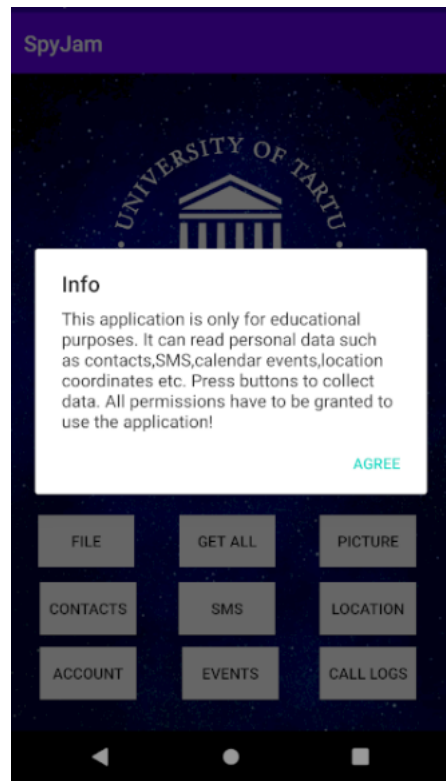 SpyJam
UNIVERSITY OF TARTU
Info
This application is only for educational
purposes. It can read personal data such
as contacts,SMS,calendar events,location
coordinates etc. Press buttons to collect
data. All permissions have to be granted to
use the application!
AGREE
FILE GET ALL PICTURE
CONTACTS SMS LOCATION
ACCOUNT EVENTS CALL LOGS